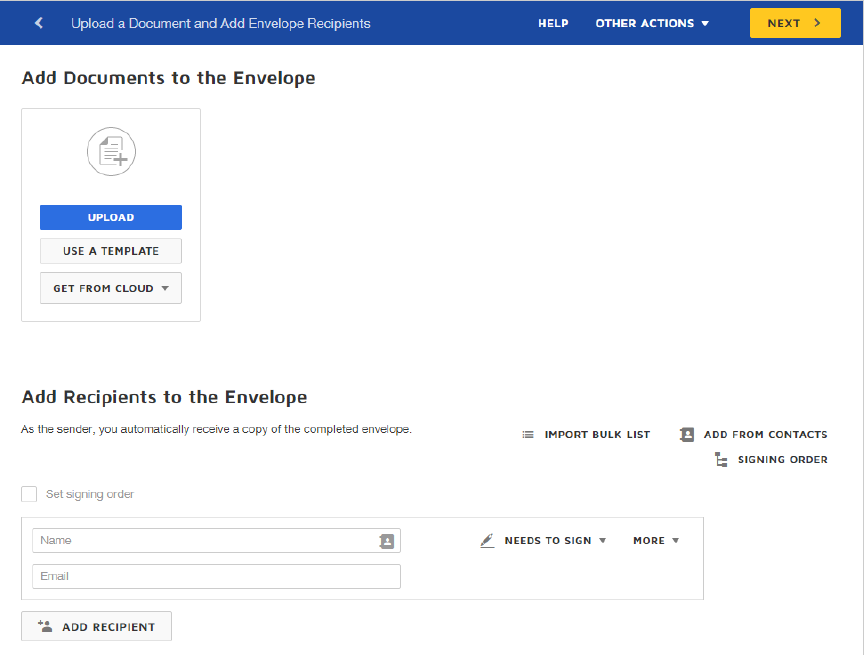 Upload a Document and Add Envelope Recipients
HELP
OTHER ACTIONS
NEXT
Add Documents to the Envelope
UPLOAD
USE A TEMPLATE
GET FROM CLOUD
Add Recipients to the Envelope
As the sender, you automatically receive a copy of the completed envelope.
IMPORT BULK LIST
ADD FROM CONTACTS
SIGNING ORDER
Set signing order
Name
NEEDS TO SIGN
MORE
Email
ADD RECIPIENT